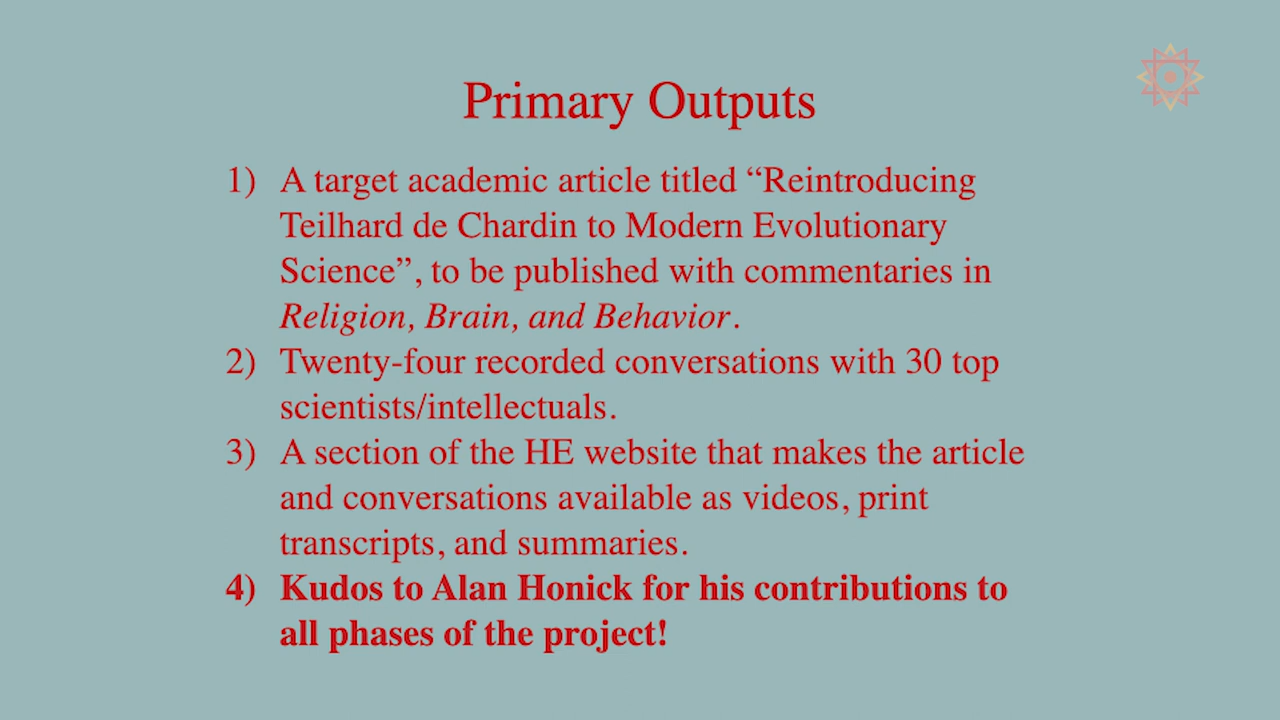 Primary Outputs
1) A target academic article titled “Reintroducing
Teilhard de Chardin to Modern Evolutionary
Science”, to be published with commentaries in
Religion, Brain, and Behavior.
2) Twenty-four recorded conversations with 30 top
scientists/intellectuals.
3) A section of the HE website that makes the article
and conversations available as videos, print
transcripts, and summaries.
4) Kudos to Alan Honick for his contributions to
all phases of the project!